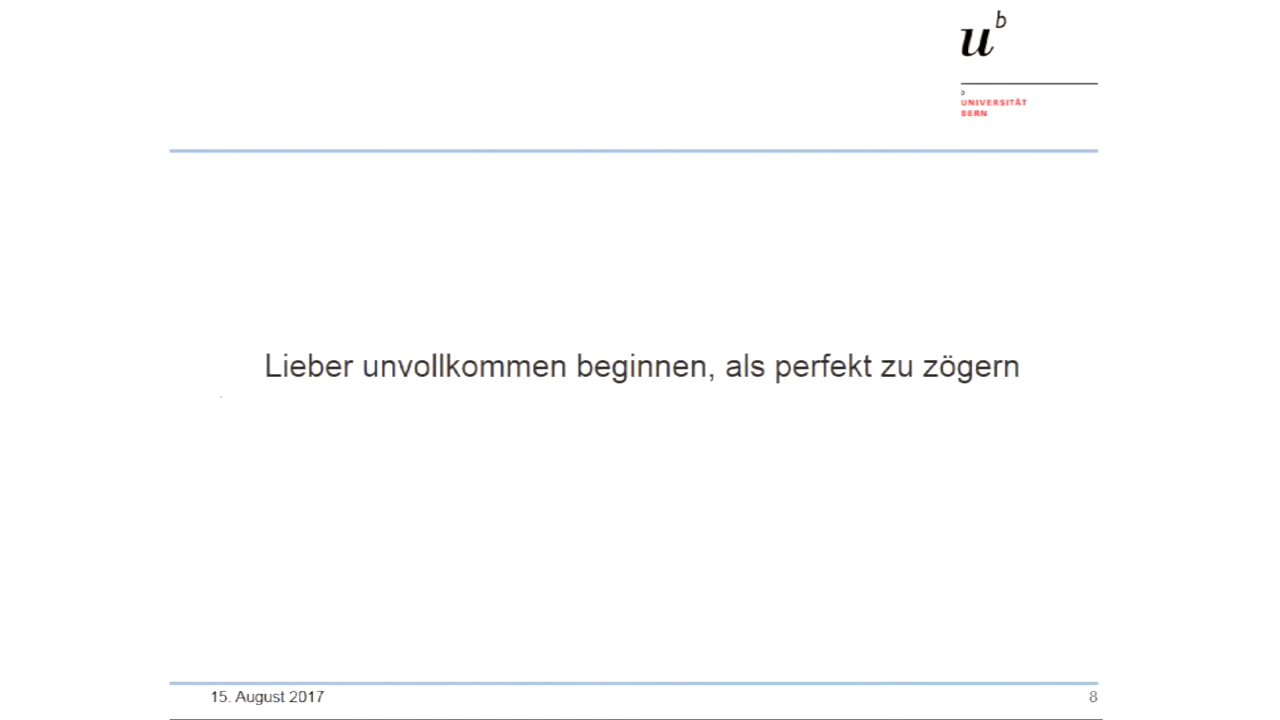 u
b
b
UNIVERSITÄT
BERN
Lieber unvollkommen beginnen, als perfekt zu zögern
15. August 2017
8